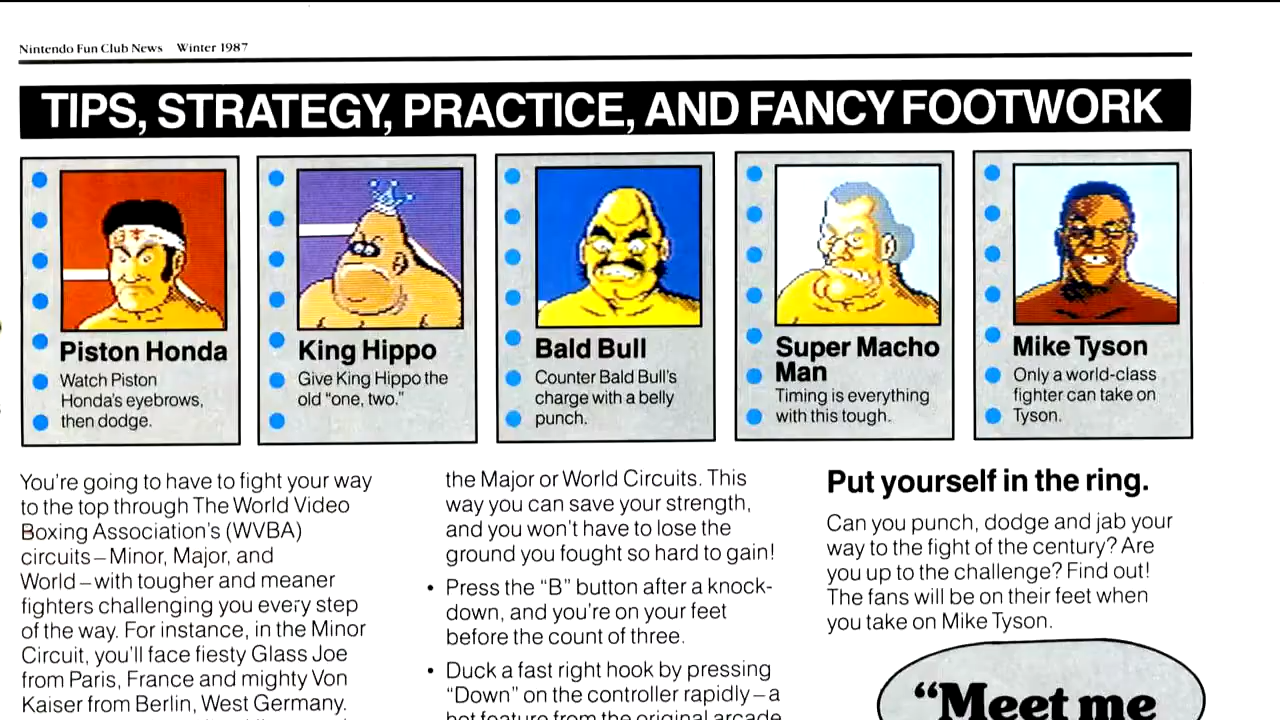 Nintendo Fun Club News Winter 1987
TIPS, STRATEGY, PRACTICE, AND FANCY FOOTWORK
Piston Honda
Watch Piston
Honda's eyebrows,
then dodge.
King Hippo
Give King Hippo the
old "one, two."
Bald Bull
Counter Bald Bull's
charge with a belly
punch.
Super Macho
Man
Timing is everything
with this tough.
Mike Tyson
Only a world-class
fighter can take on
Tyson.
You're going to have to fight your way
to the top through The World Video
Boxing Association's (WVBA)
circuits – Minor, Major, and
World – with tougher and meaner
fighters challenging you every step
of the way. For instance, in the Minor
Circuit, you'll face fiesty Glass Joe
from Paris, France and mighty Von
Kaiser from Berlin, West Germany.
the Major or World Circuits. This
way you can save your strength,
and you won't have to lose the
ground you fought so hard to gain!
• Press the "B" button after a knock-
down, and you're on your feet
before the count of three.
• Duck a fast right hook by pressing
"Down" on the controller rapidly – a
hot feature from the original arcade
Put yourself in the ring.
Can you punch, dodge and jab your
way to the fight of the century? Are
you up to the challenge? Find out!
The fans will be on their feet when
you take on Mike Tyson.
"Meet me